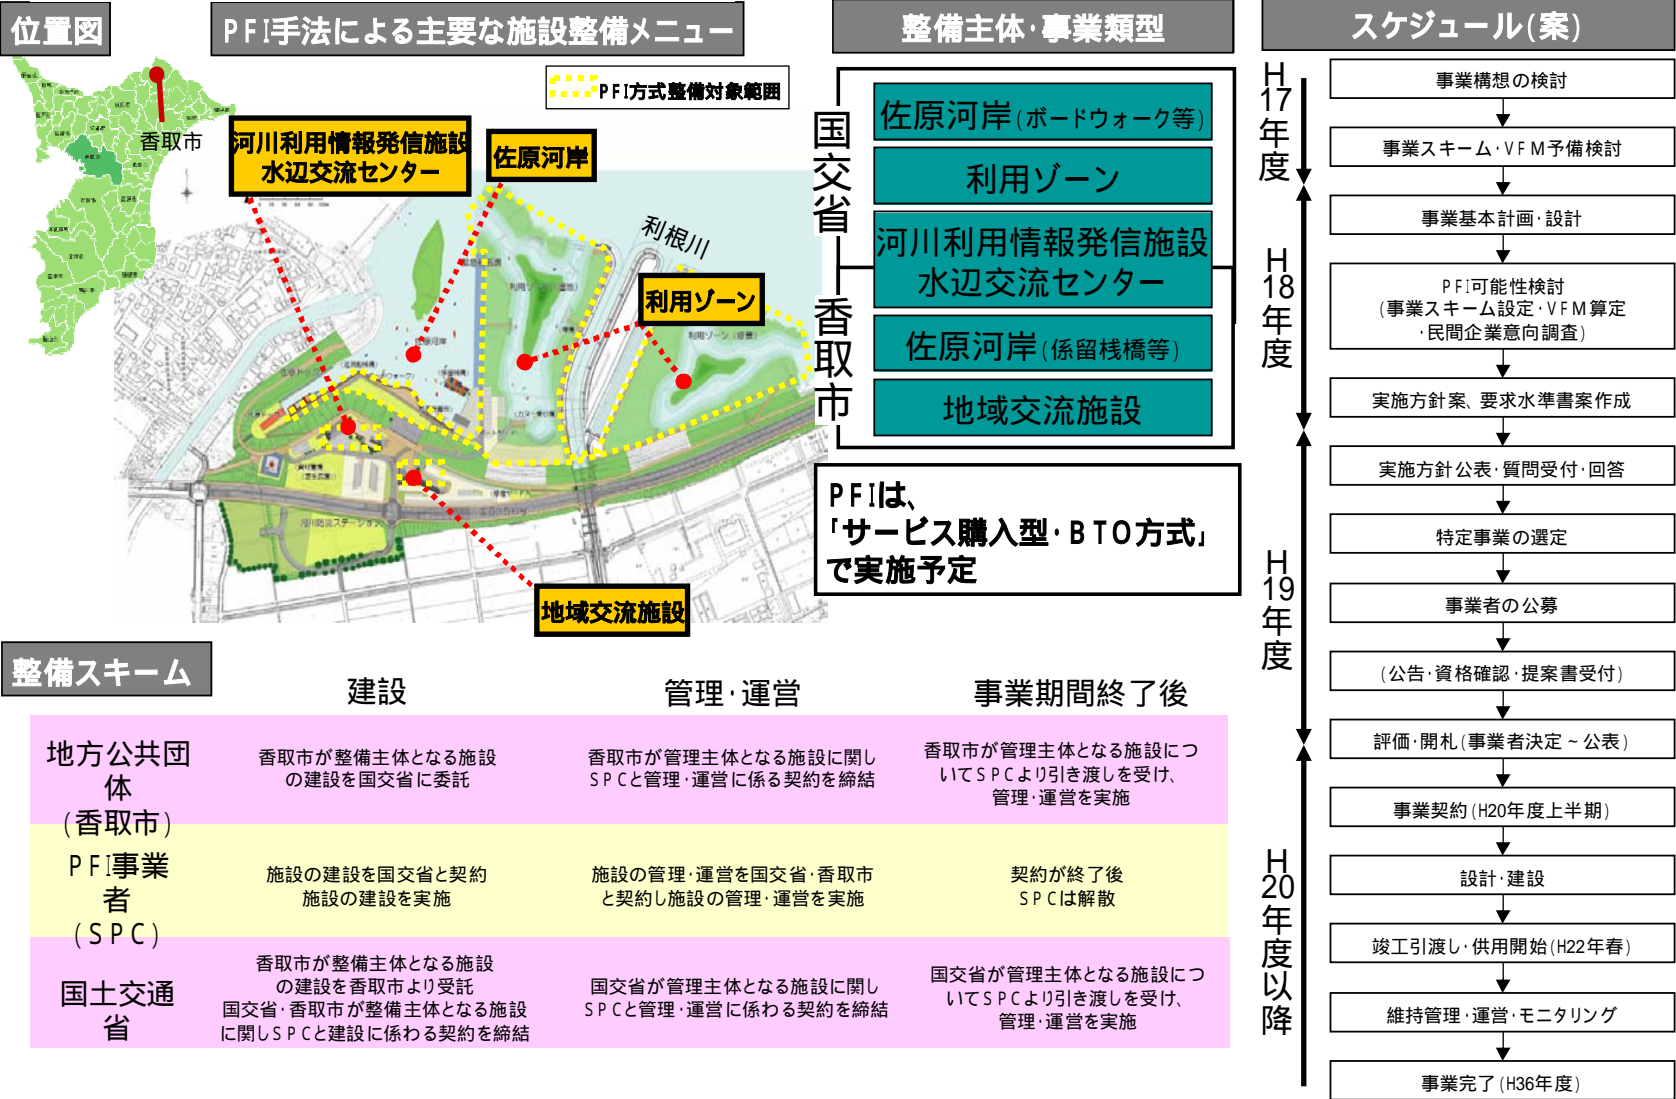 位置図
PFI手法による主要な施設整備メニュー
整備主体・事業類型
スケジュール(案)
PFI方式整備対象範囲
香取市
河川利用情報発信施設
水辺交流センター
佐原河岸
利根川
利用ゾーン
佐原河岸
地域交流施設
国交省
香取市
佐原河岸(ボードウォーク等)
利用ゾーン
河川利用情報発信施設
水辺交流センター
佐原河岸(係留桟橋等)
地域交流施設
PFIは、
「サービス購入型・BTO方式」
で実施予定
H17年度
H18年度
H19年度
H20年度以降
事業構想の検討
事業スキーム・VFM予備検討
事業基本計画・設計
PFI可能性検討
(事業スキーム設定・VFM算定
・民間企業意向調査)
実施方針案、要求水準書案作成
実施方針公表・質問受付・回答
特定事業の選定
事業者の公募
(公告・資格確認・提案書受付)
評価・開札(事業者決定~公表)
事業契約(H20年度上半期)
設計・建設
竣工引渡し・供用開始(H22年春)
維持管理・運営・モニタリング
事業完了(H36年度)
整備スキーム
建設
管理・運営
事業期間終了後
地方公共団
体
(香取市)
香取市が整備主体となる施設
の建設を国交省に委託
香取市が管理主体となる施設に関し
SPCと管理・運営に係る契約を締結
香取市が管理主体となる施設につ
いてSPCより引き渡しを受け、
管理・運営を実施
PFI事業
者
(SPC)
施設の建設を国交省と契約
施設の建設を実施
施設の管理・運営を国交省・香取市
と契約し施設の管理・運営を実施
契約が終了後
SPCは解散
国土交通
省
香取市が整備主体となる施設
の建設を香取市より受託
国交省・香取市が整備主体となる施設
に関しSPCと建設に係わる契約を締結
国交省が管理主体となる施設に関し
SPCと管理・運営に係わる契約を締結
国交省が管理主体となる施設につ
いてSPCより引き渡しを受け、
管理・運営を実施